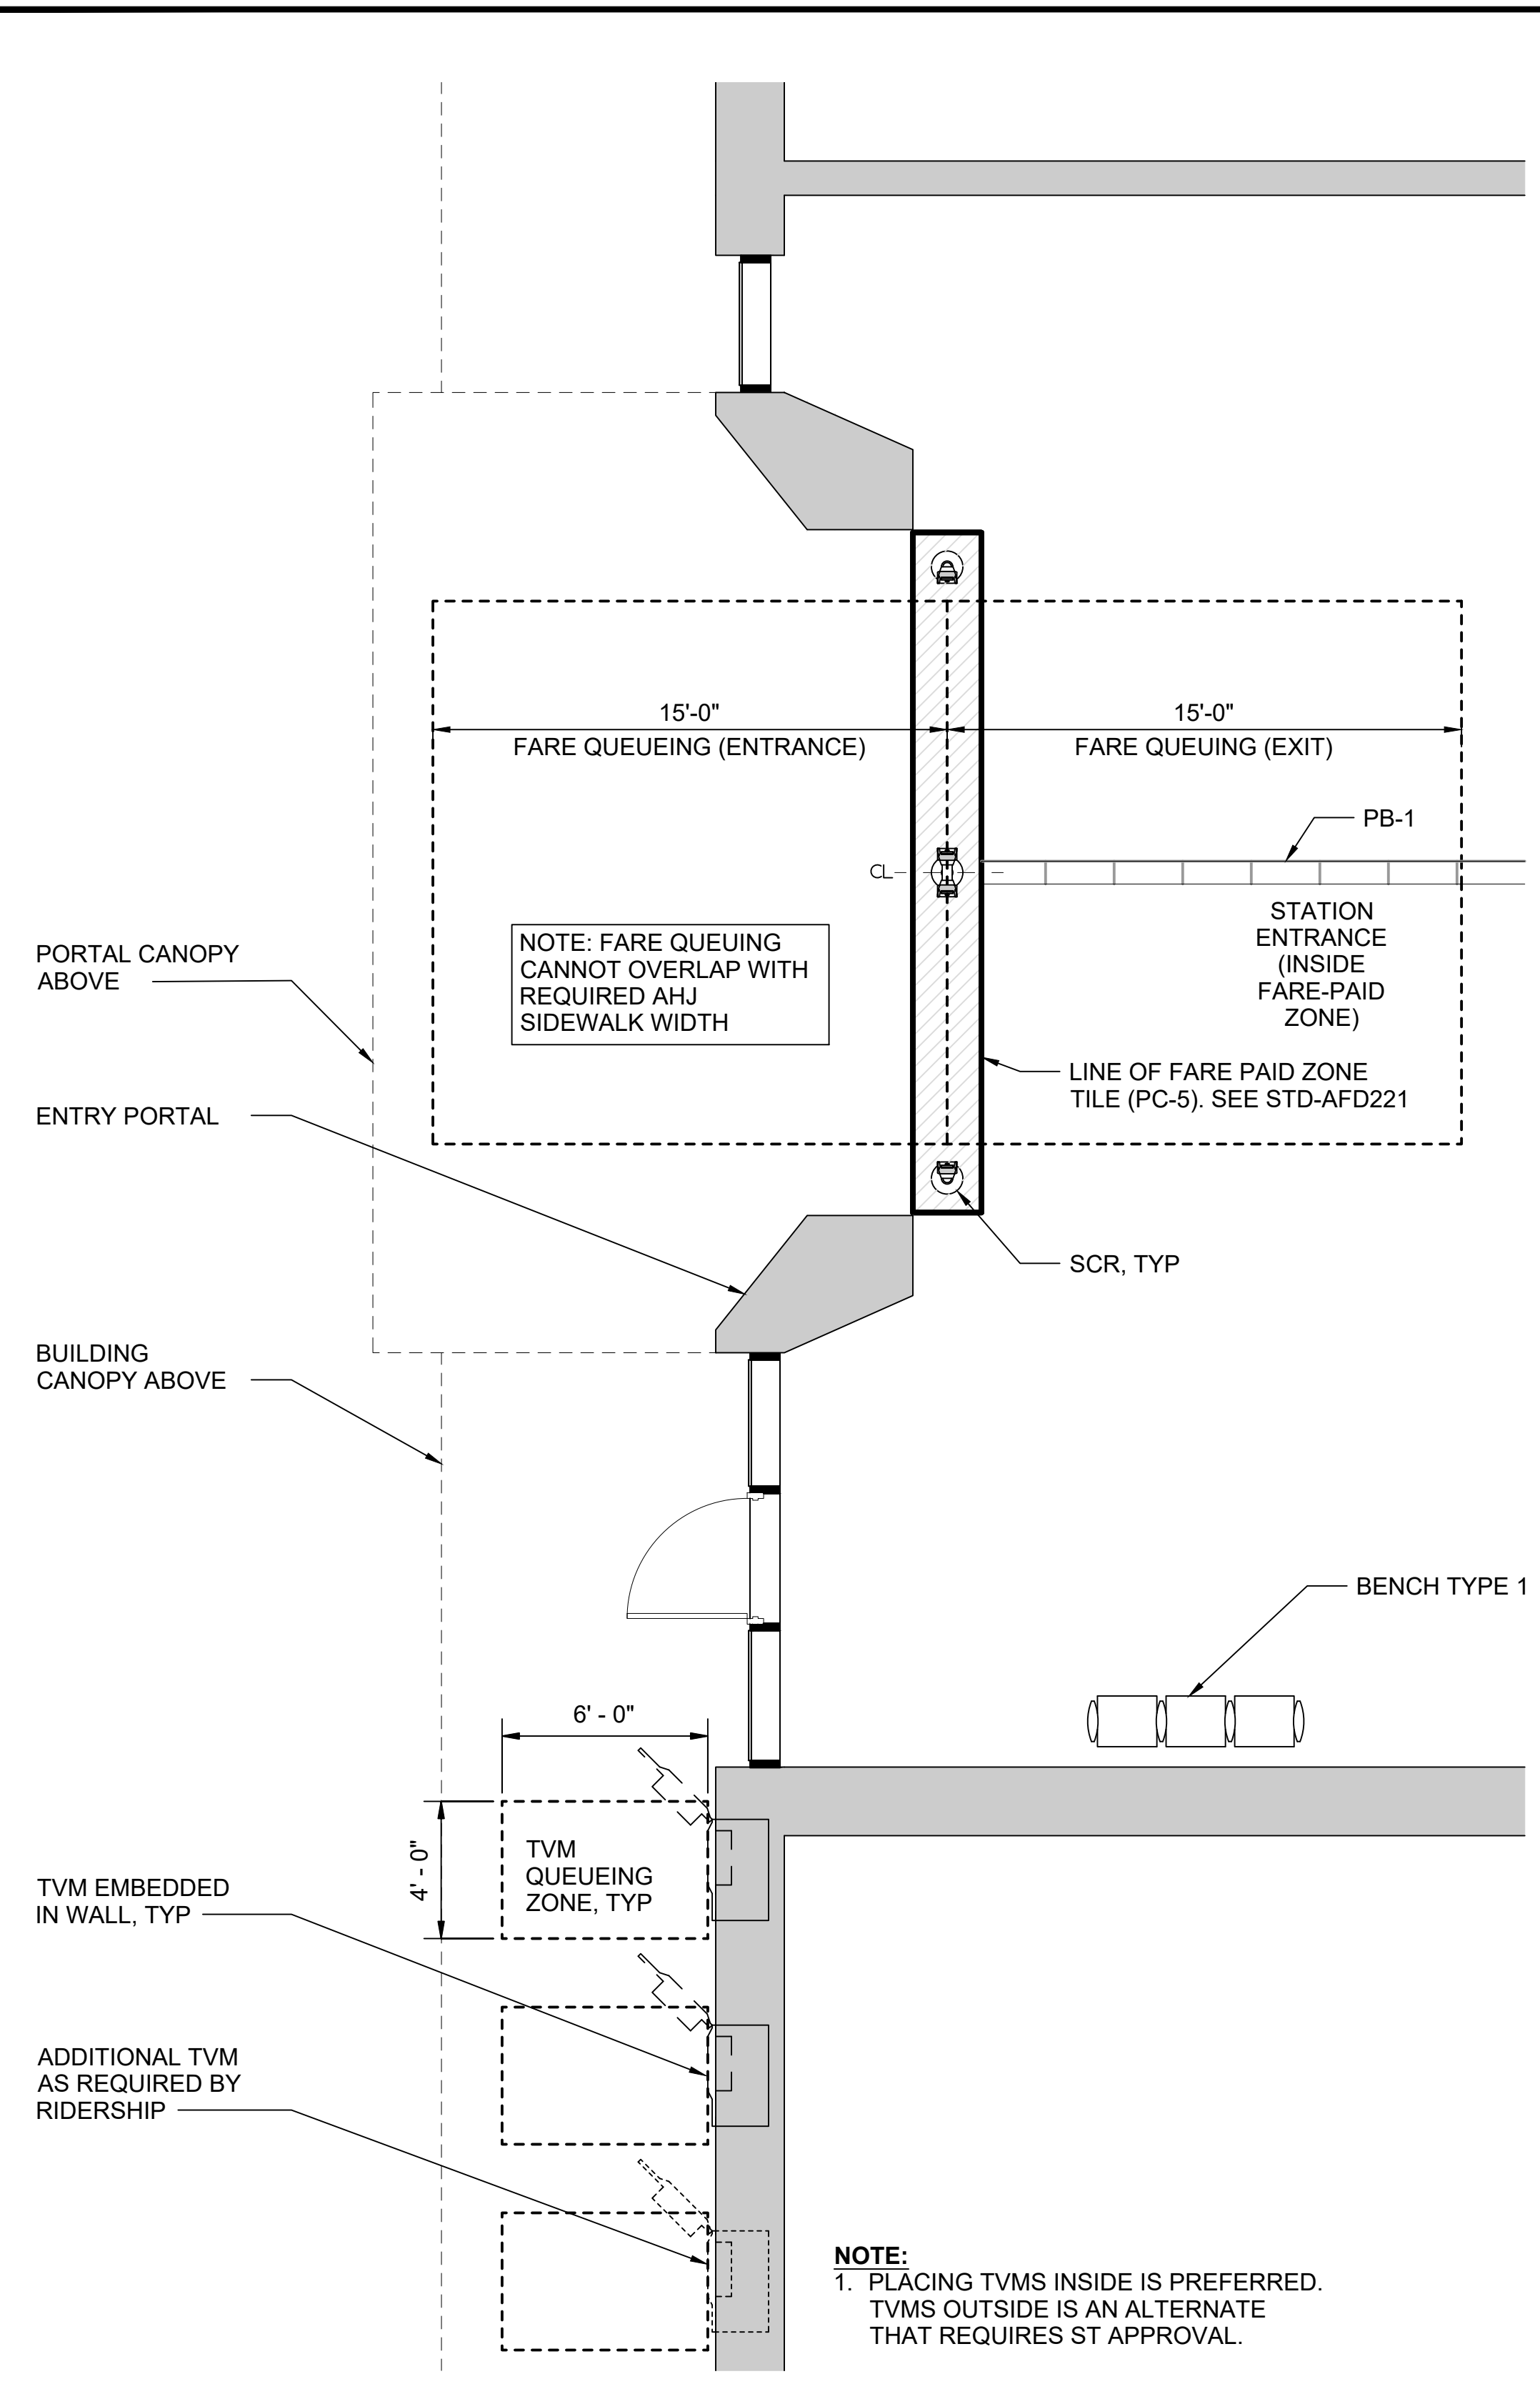 15'-0"
FARE QUEUEING (ENTRANCE)
15'-0"
FARE QUEUING (EXIT)
PB-1
CL
STATION
ENTRANCE
(INSIDE
FARE-PAID
ZONE)
NOTE: FARE QUEUING
CANNOT OVERLAP WITH
REQUIRED AHJ
SIDEWALK WIDTH
PORTAL CANOPY
ABOVE
LINE OF FARE PAID ZONE
TILE (PC-5). SEE STD-AFD221
ENTRY PORTAL
SCR, TYP
BUILDING
CANOPY ABOVE
BENCH TYPE 1
6' - 0"
4' - 0"
TVM
QUEUEING
ZONE, TYP
TVM EMBEDDED
IN WALL, TYP
ADDITIONAL TVM
AS REQUIRED BY
RIDERSHIP
NOTE:
1. PLACING TVMS INSIDE IS PREFERRED.
TVMS OUTSIDE IS AN ALTERNATE
THAT REQUIRES ST APPROVAL.